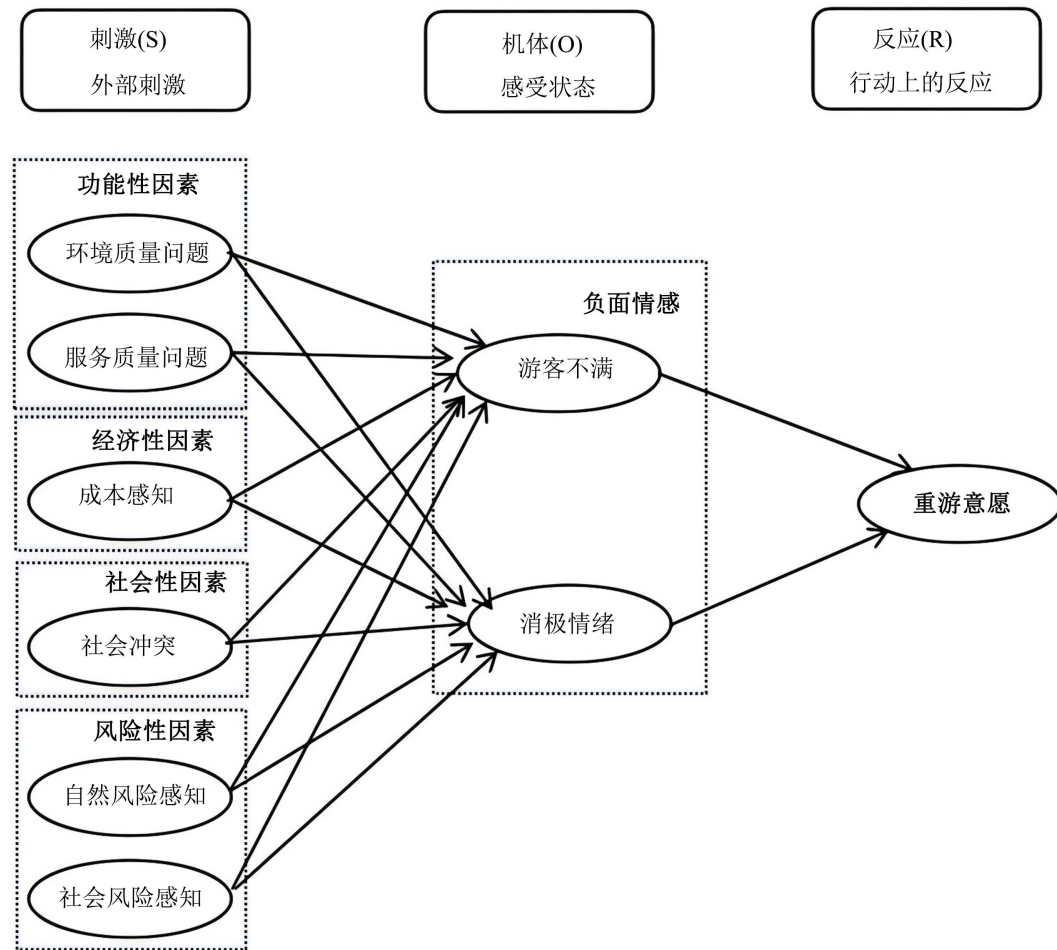 刺激(S)
外部刺激
机体(O)
感受状态
反应(R)
行动上的反应
功能性因素
环境质量问题
服务质量问题
经济性因素
成本感知
社会性因素
社会冲突
风险性因素
自然风险感知
社会风险感知
负面情感
游客不满
消极情绪
重游意愿